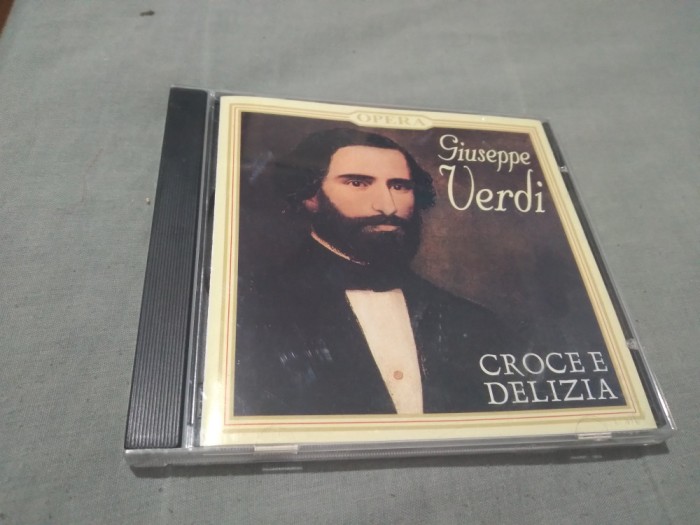 OPERA
Giuseppe
Verdi
CROCE E
DELIZIA